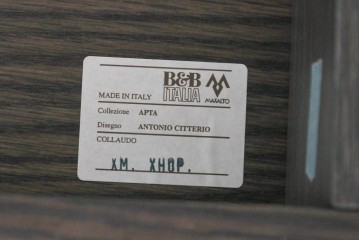 B&B
MADE IN ITALY ITALIA MAXALTO
Collezione APTA
Disegno ANTONIO CITTERIO
COLLAUDO
XM. XHOP.